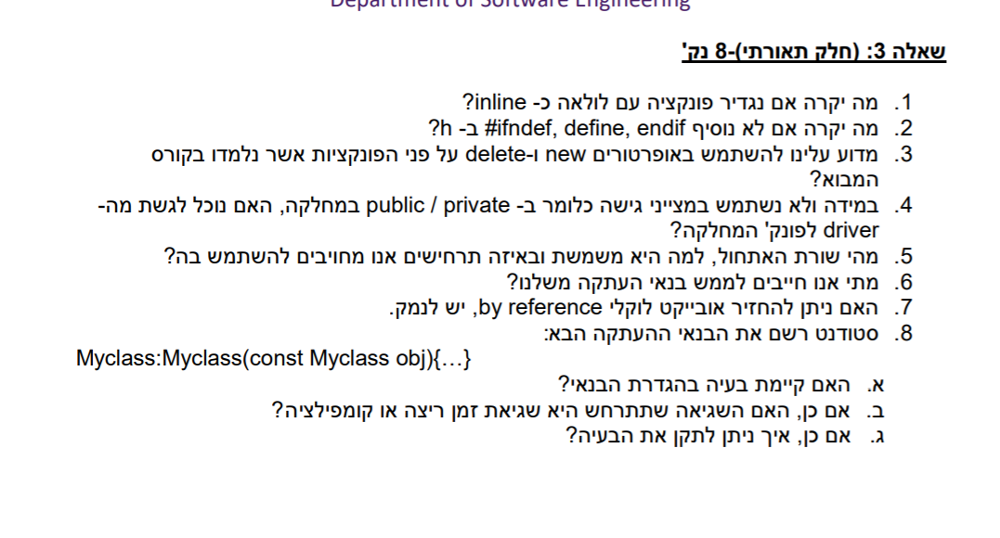 Department of Software Engineering
שאלה 3: (חלק תאורתי)-8 נק'
1. מה יקרה אם נגדיר פונקציה עם לולאה כ- inline?
2. מה יקרה אם לא נוסיף ifndef, define, endif# ב- h?
3. מדוע עלינו להשתמש באופרטורים new ו-delete על פני הפונקציות אשר נלמדו בקורס
המבוא?
4. במידה ולא נשתמש במצייני גישה כלומר ב- public / private במחלקה, האם נוכל לגשת מה-
driver לפונק' המחלקה?
5. מהי שורת האתחול, למה היא משמשת ובאיזה תרחישים אנו מחויבים להשתמש בה?
6. מתי אנו חייבים לממש בנאי העתקה משלנו?
7. האם ניתן להחזיר אובייקט לוקלי by reference, יש לנמק.
8. סטודנט רשם את הבנאי ההעתקה הבא:
Myclass:Myclass(const Myclass obj){…}
א. האם קיימת בעיה בהגדרת הבנאי?
ב. אם כן, האם השגיאה שתתרחש היא שגיאת זמן ריצה או קומפילציה?
ג. אם כן, איך ניתן לתקן את הבעיה?